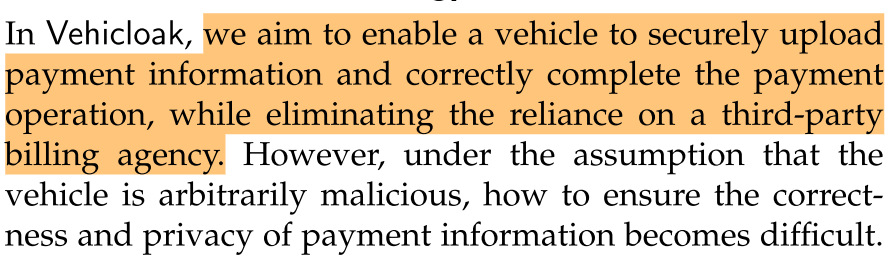 In Vehicloak, we aim to enable a vehicle to securely upload
payment information and correctly complete the payment
operation, while eliminating the reliance on a third-party
billing agency. However, under the assumption that the
vehicle is arbitrarily malicious, how to ensure the correct-
ness and privacy of payment information becomes difficult.